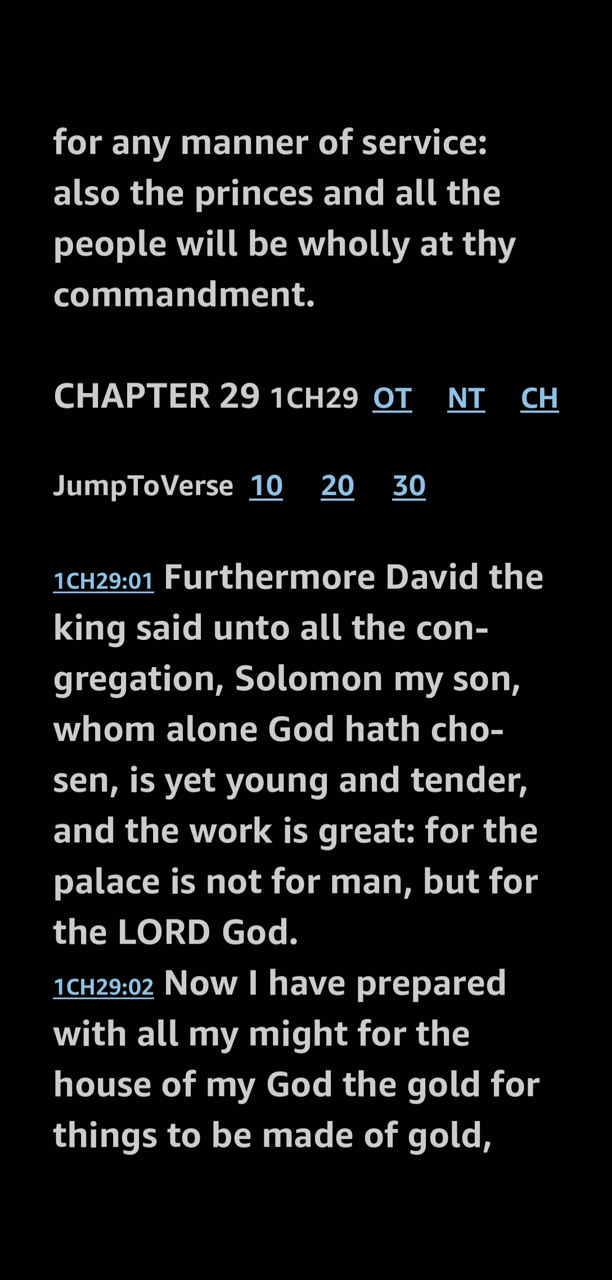 for any manner of service:
also the princes and all the
people will be wholly at thy
commandment.
CHAPTER 29 1CH29 OT NT CH
JumpToVerse 10 20 30
1CH29:01 Furthermore David the
king said unto all the con-
gregation, Solomon my son,
whom alone God hath cho-
sen, is yet young and tender,
and the work is great: for the
palace is not for man, but for
the LORD God.
1CH29:02 Now I have prepared
with all my might for the
house of my God the gold for
things to be made of gold,